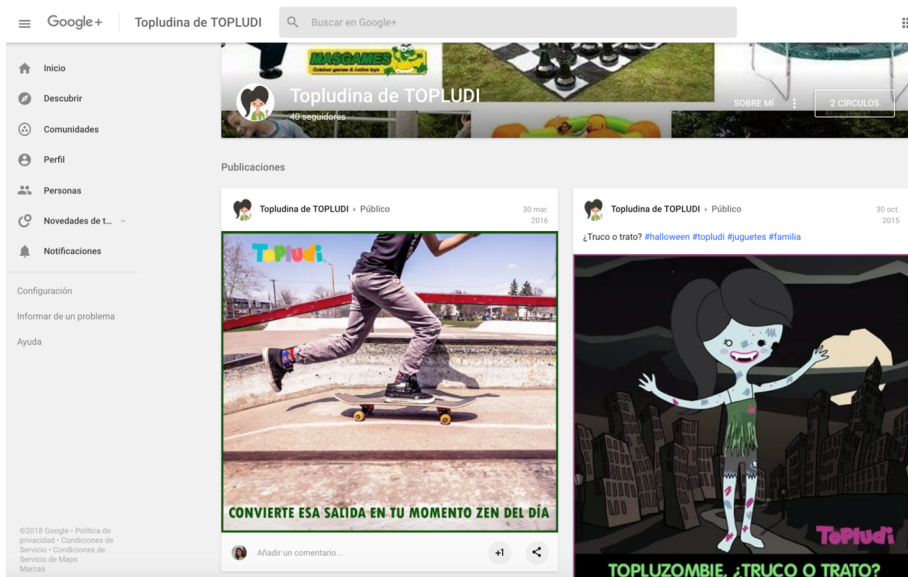 Google+
Topludina de TOPLUDI
Buscar en Google+
Inicio
Descubrir
Comunidades
Perfil
Personas
Novedades de t...
Notificaciones
Configuración
Informar de un problema
Ayuda
©2018 Google • Política de
privacidad • Condiciones de
Servicio • Condiciones de
Servicio de Maps
Marcas
MASGAMES
Outdoor games & Active toys
Topludina de TOPLUDI
40 seguidores
SOBRE MÍ
2 CÍRCULOS
Publicaciones
Topludina de TOPLUDI › Público
30 mar.
2016
Topludi
CONVIERTE ESA SALIDA EN TU MOMENTO ZEN DEL DÍA
Añadir un comentario...
+1
Topludina de TOPLUDI › Público
30 oct.
2015
¿Truco o trato? #halloween #topludi #juguetes #familia
Topludi
TOPLUZOMBIE, ¿TRUCO O TRATO?